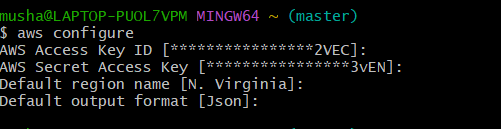 musha@LAPTOP-PUOL7VPM MINGW64 ~ (master)
$ aws configure
AWS Access Key ID [****************2VEC]:
AWS Secret Access Key [****************3vEN]:
Default region name [N. Virginia]:
Default output format [Json]: